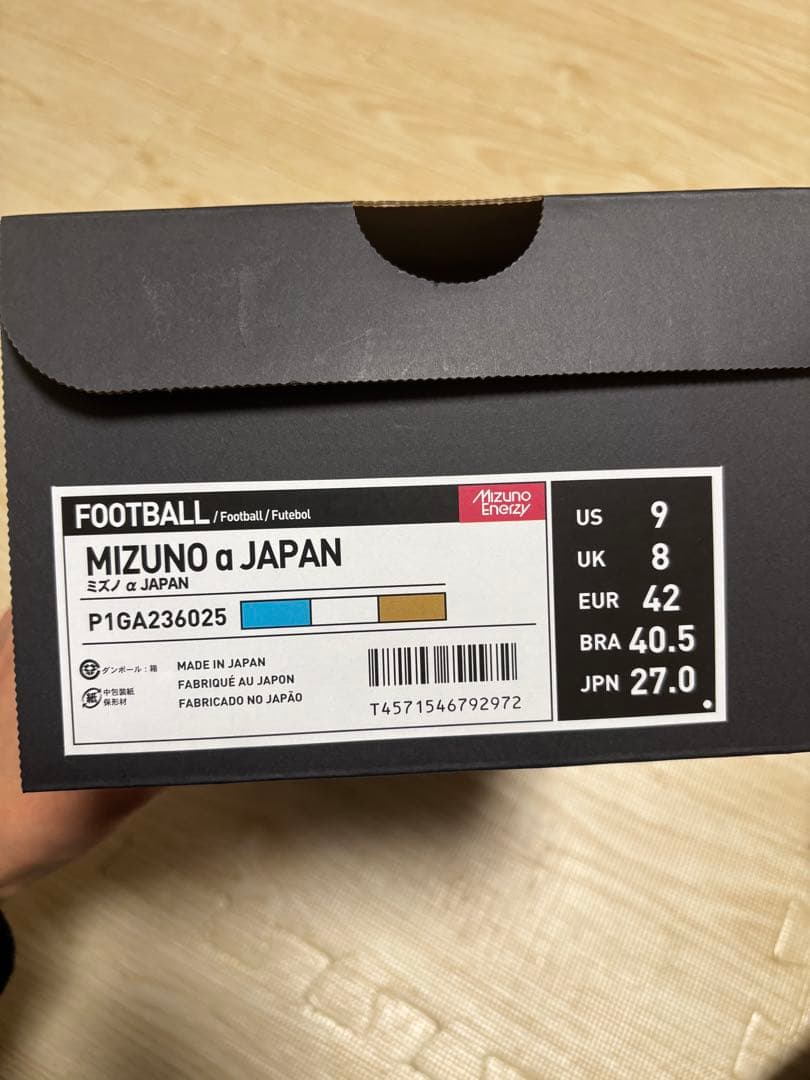 FOOTBALL / Football / Futebol
Mizuno
Enerzy
MIZUNO α JAPAN
ミズノ α JAPAN
P1GA236025
ダンボール：箱
紙
中包装紙
保形材
MADE IN JAPAN
FABRIQUÉ AU JAPON
FABRICADO NO JAPÃO
T4571546792972
US 9
UK 8
EUR 42
BRA 40.5
JPN 27.0